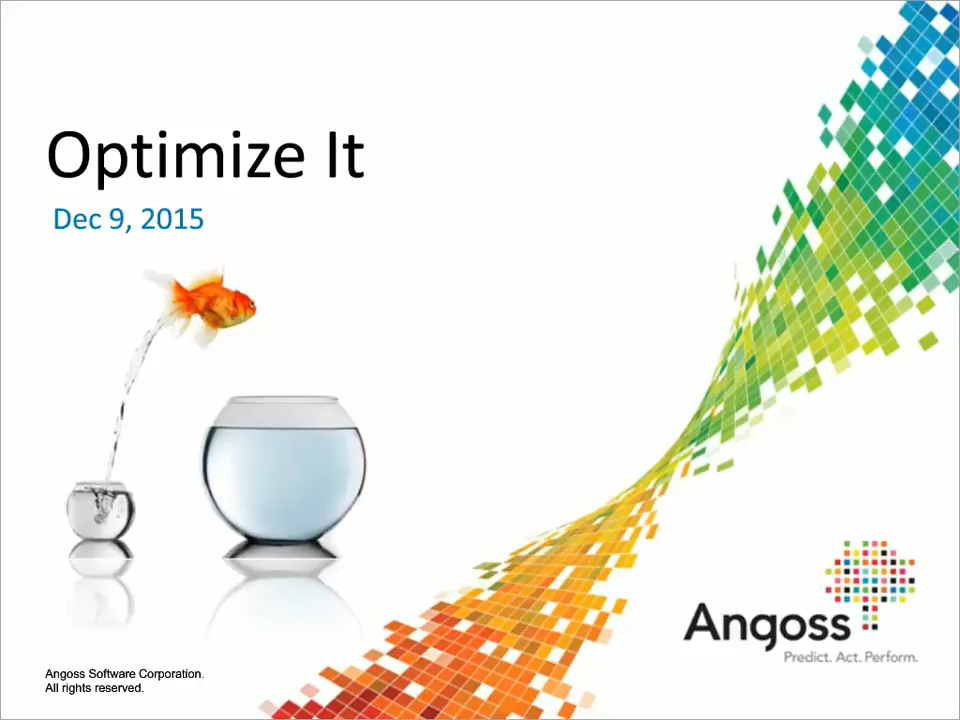 Optimize It
Dec 9, 2015
Angoss
Predict. Act. Perform.
Angoss Software Corporation.
All rights reserved.